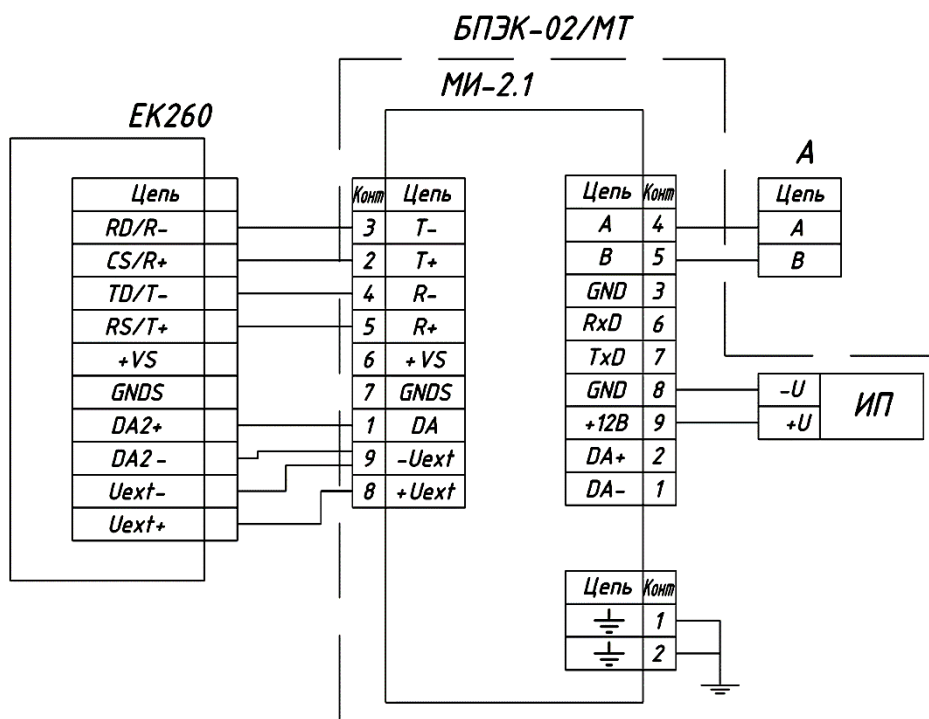 БПЭК-02/МТ
МИ-2.1
ЕК260
А
Цепь
RD/R-
CS/R+
TD/T-
RS/T+
+VS
GNDS
DA2+
DA2-
Uext-
Uext+
Конт Цепь
3 T-
2 T+
4 R-
5 R+
6 +VS
7 GNDS
1 DA
9 -Uext
8 +Uext
Цепь Конт
A 4
B 5
GND 3
RxD 6
TxD 7
GND 8
+12В 9
DA+ 2
DA- 1
Цепь
A
B
-U
+U
ИП
Цепь Конт
1
2